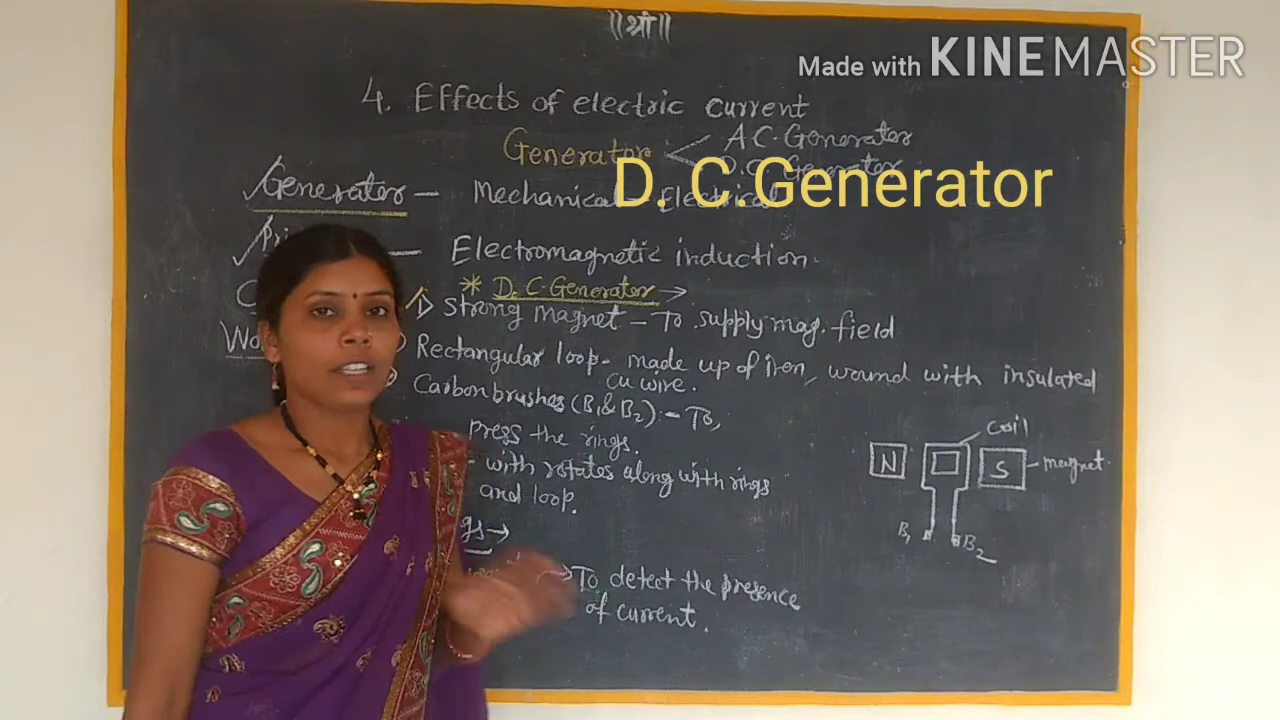 ॥श्री॥
Made with KINEMASTER
4. Effects of electric current
Generator
A C. Generator
D.C Generator
D. C. Generator
Generator - Mechanical - Electrical
Electromagnetic induction.
* D. C. Generator →
1) Strong magnet - To supply mag. field
Rectangular loop - made up of iron, wound with insulated
cu wire.
Carbon brushes (B1 & B2) :- To,
press the rings.
- with rotates along with rings
and loop.
→ To detect the presence
of current.
coil
N
S
magnet.
B1
B2